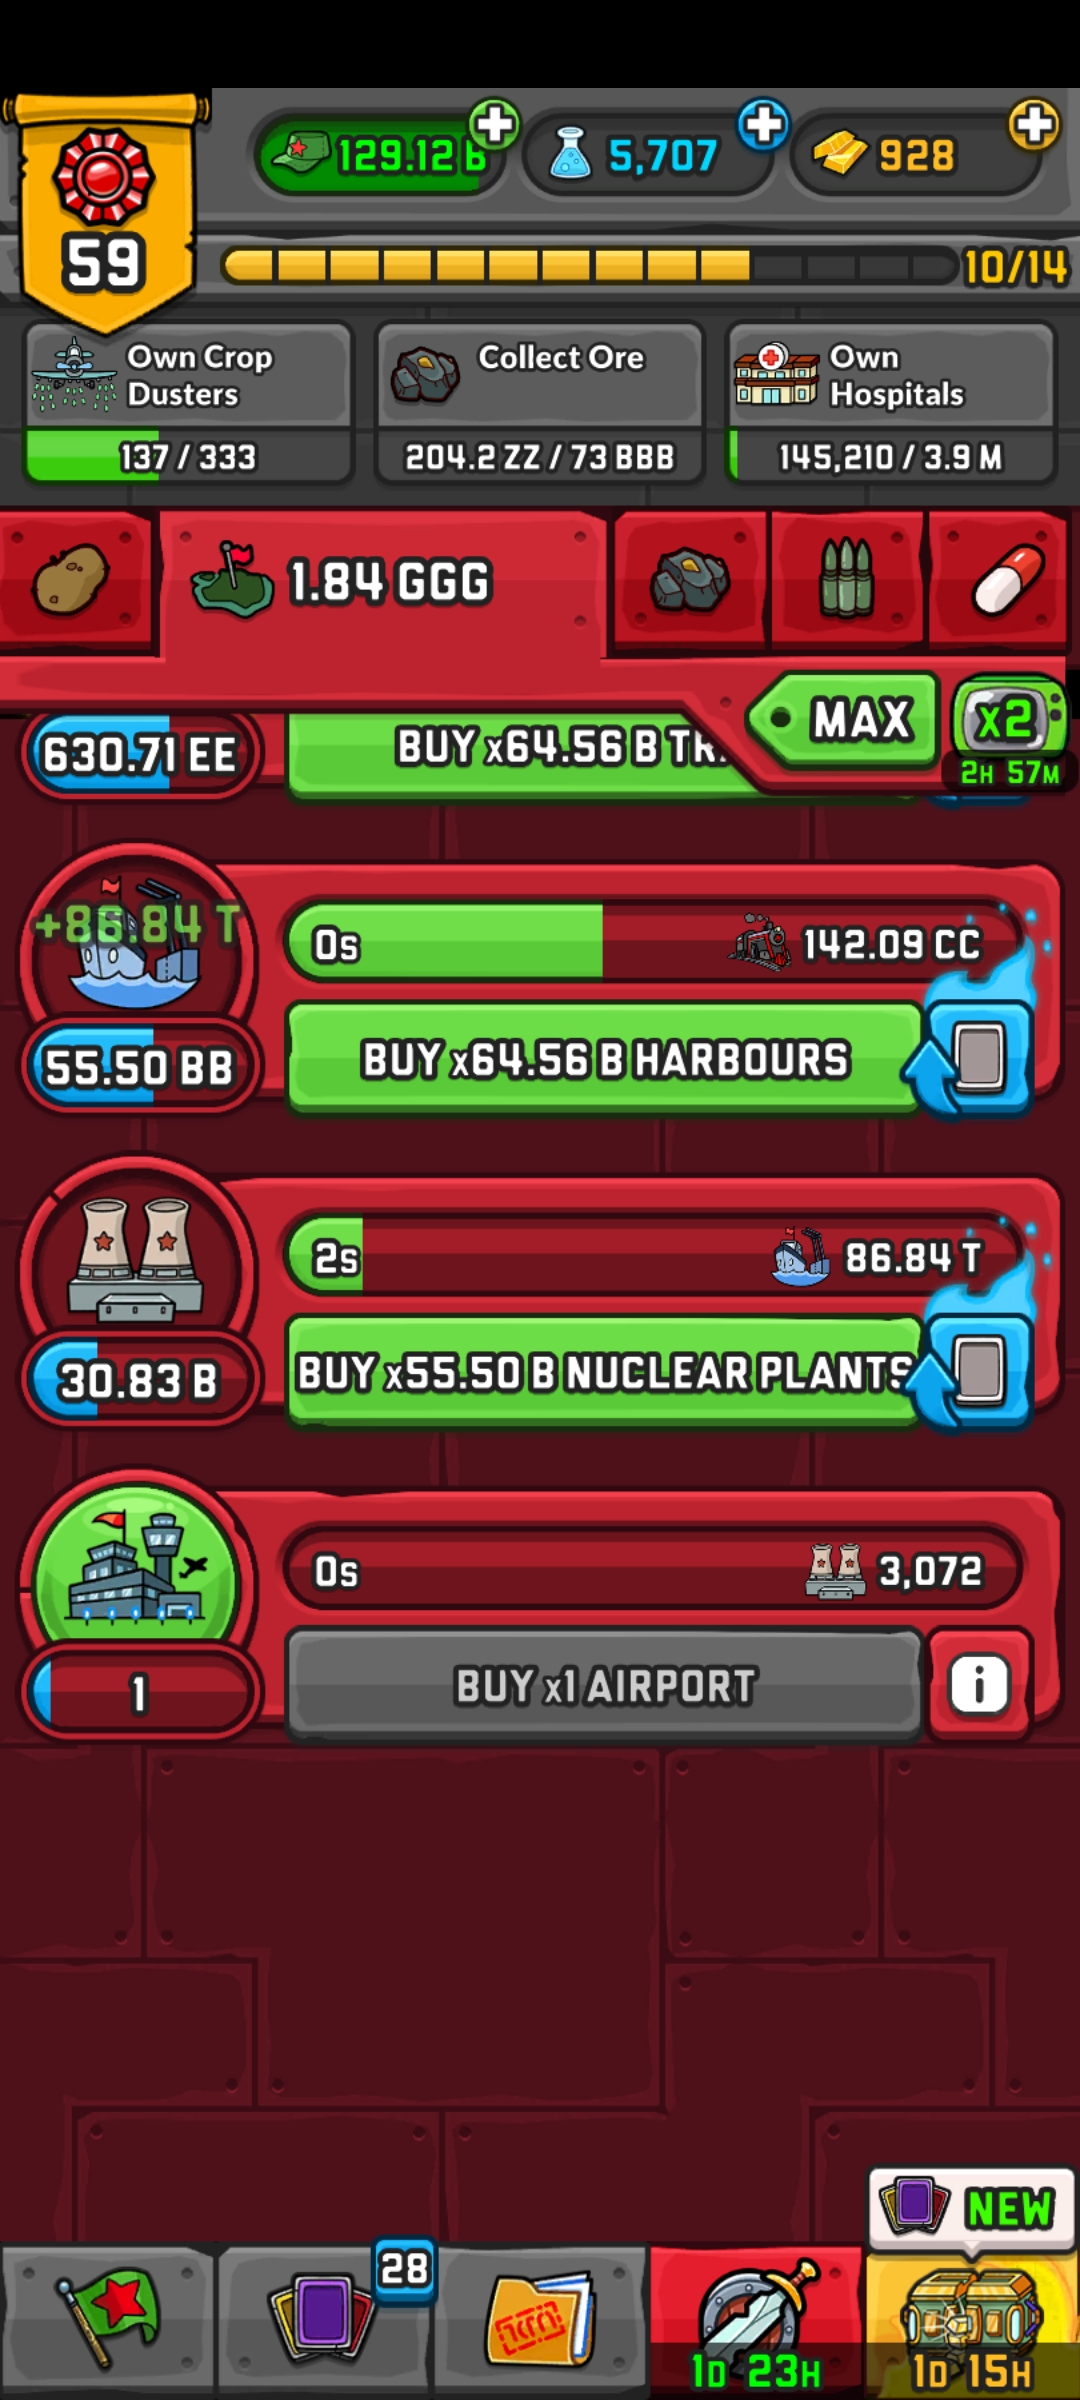 129.12 B
5,707
928
59
10/14
Own Crop
Dusters
137 / 333
Collect Ore
204.2 ZZ / 73 BBB
Own
Hospitals
145,210 / 3.9 M
1.84 GGG
MAX
x2
2H 57M
630.71 EE
BUY x64.56 B
+86.84 T
0s
142.09 CC
55.50 BB
BUY x64.56 B HARBOURS
2s
86.84 T
30.83 B
BUY x55.50 B NUCLEAR PLANTS
0s
3,072
1
BUY x1 AIRPORT
i
NEW
28
1D 23H
1D 15H